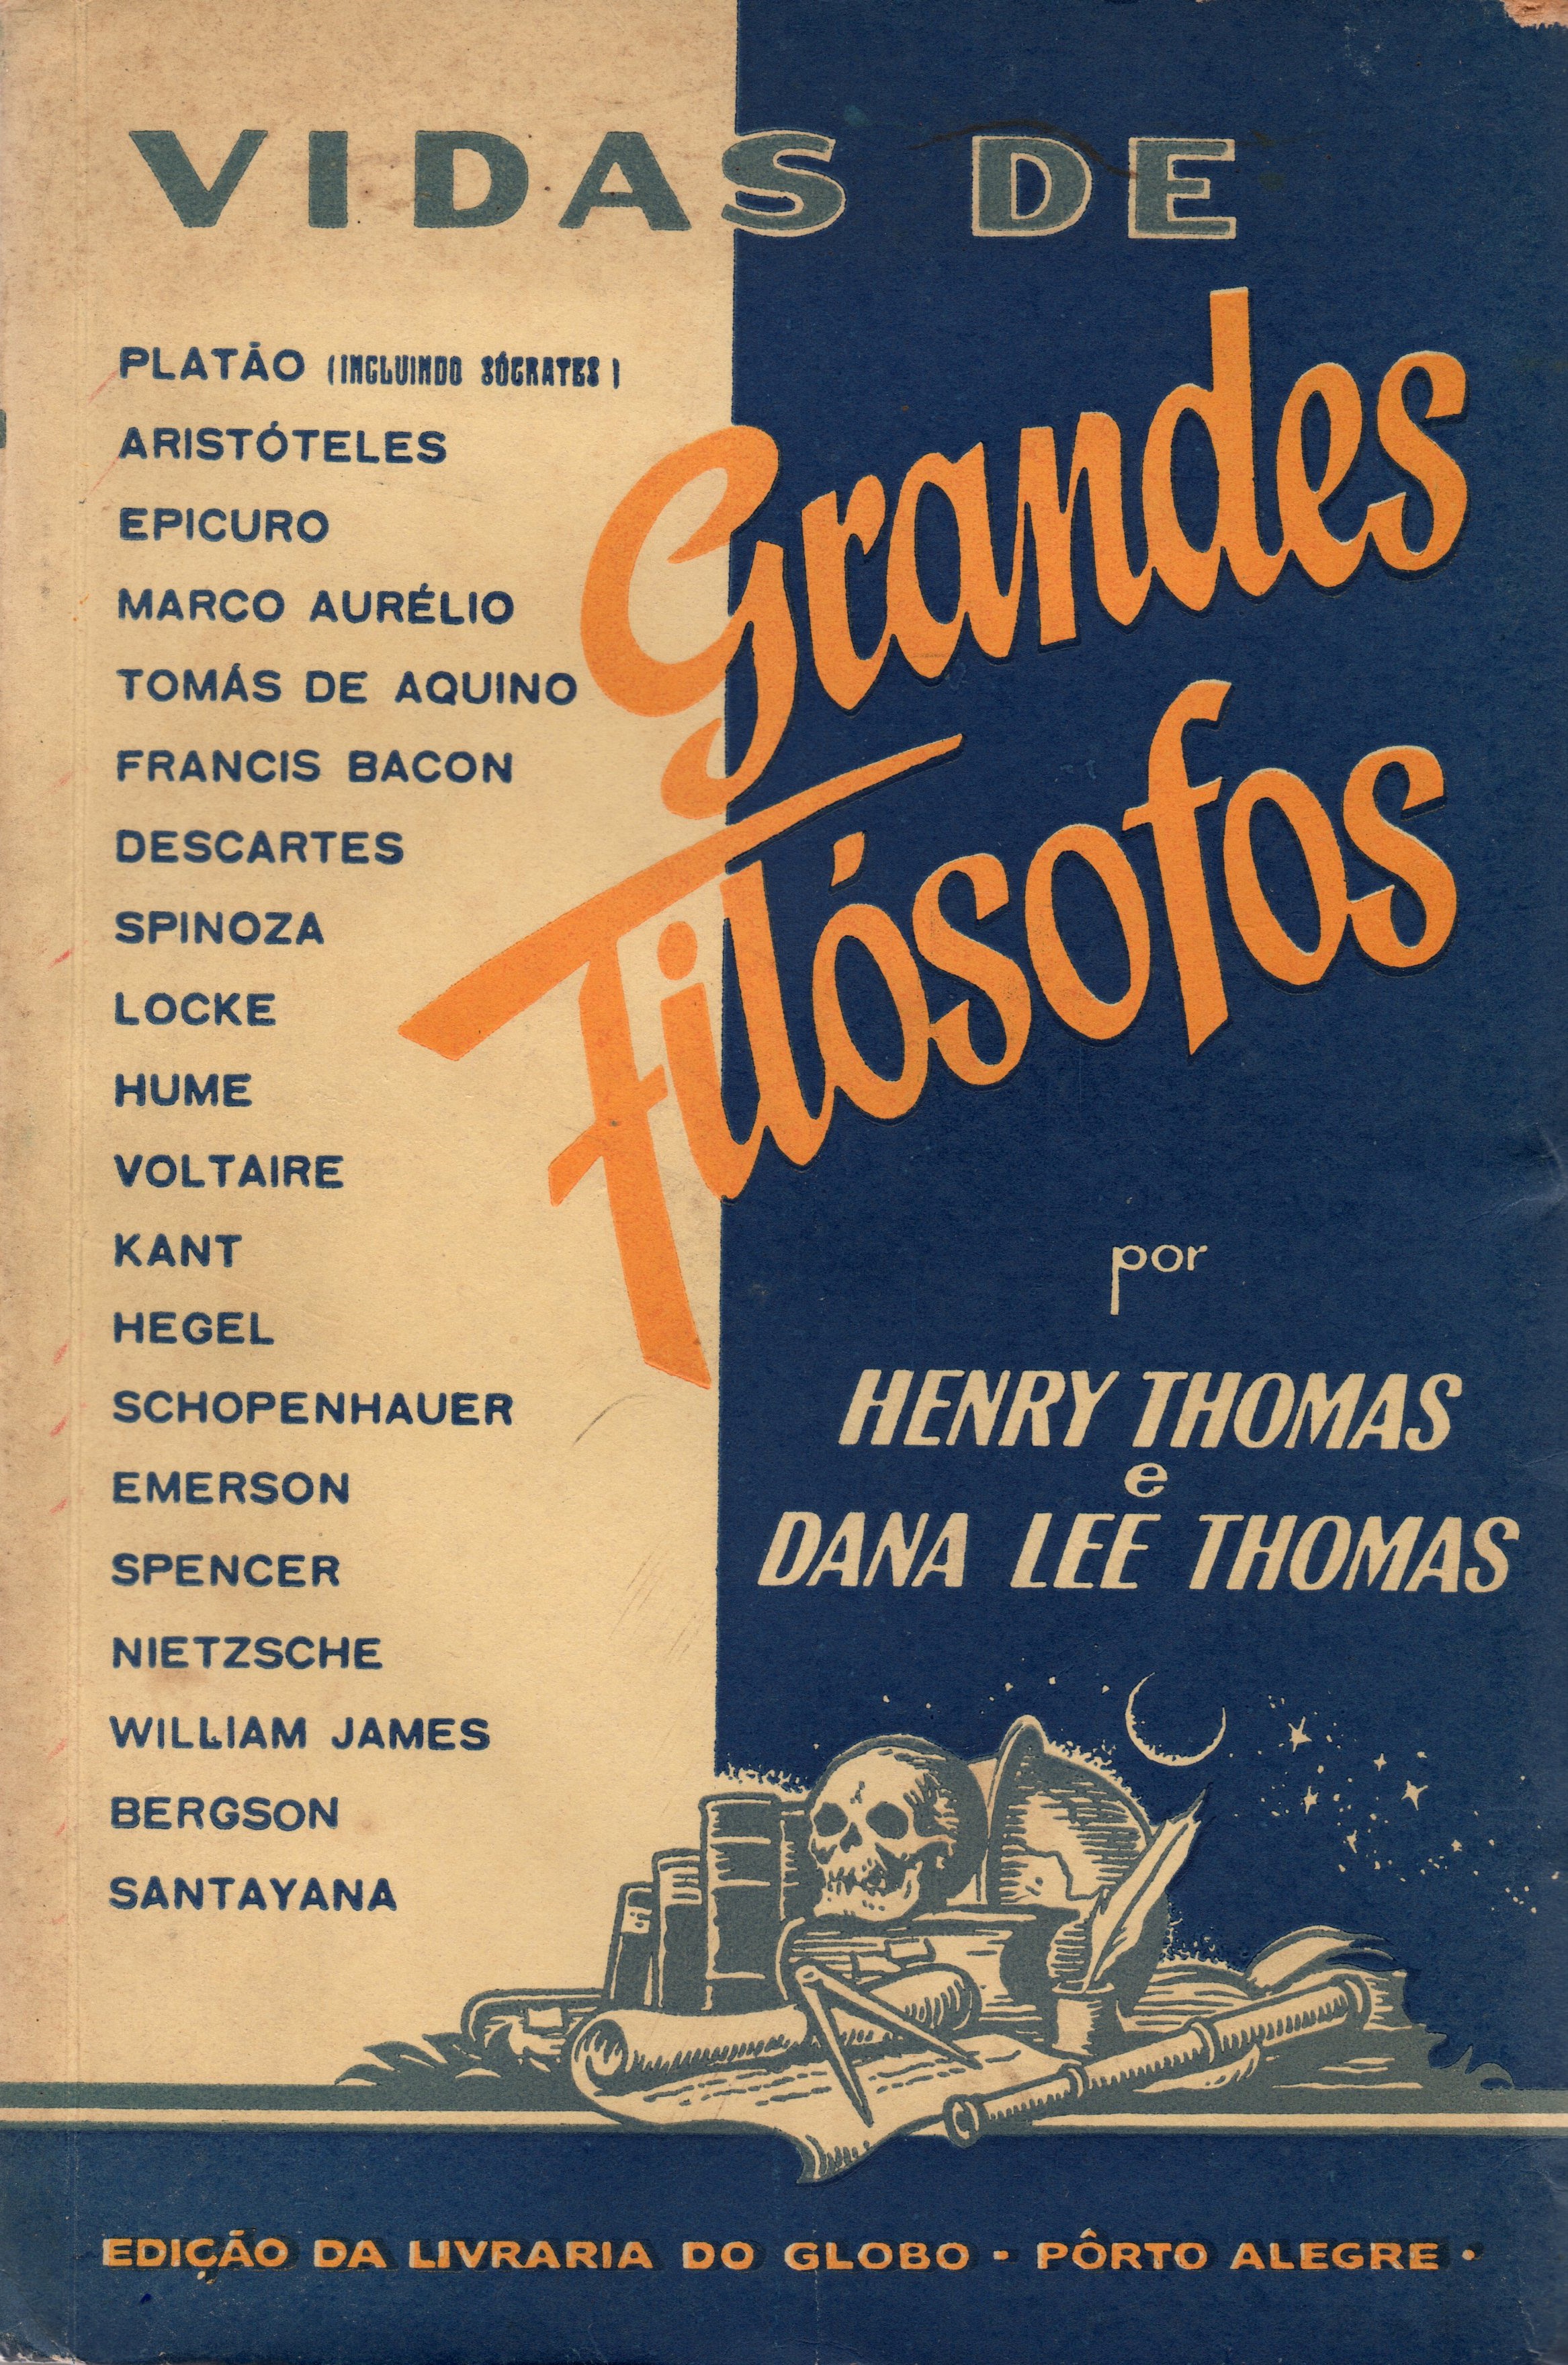 VIDAS DE
Grandes
Filósofos
PLATÃO (INCLUINDO SÓCRATES)
ARISTÓTELES
EPICURO
MARCO AURÉLIO
TOMÁS DE AQUINO
FRANCIS BACON
DESCARTES
SPINOZA
LOCKE
HUME
VOLTAIRE
KANT
HEGEL
SCHOPENHAUER
EMERSON
SPENCER
NIETZSCHE
WILLIAM JAMES
BERGSON
SANTAYANA
por
HENRY THOMAS
e
DANA LEE THOMAS
EDIÇÃO DA LIVRARIA DO GLOBO - PÔRTO ALEGRE •